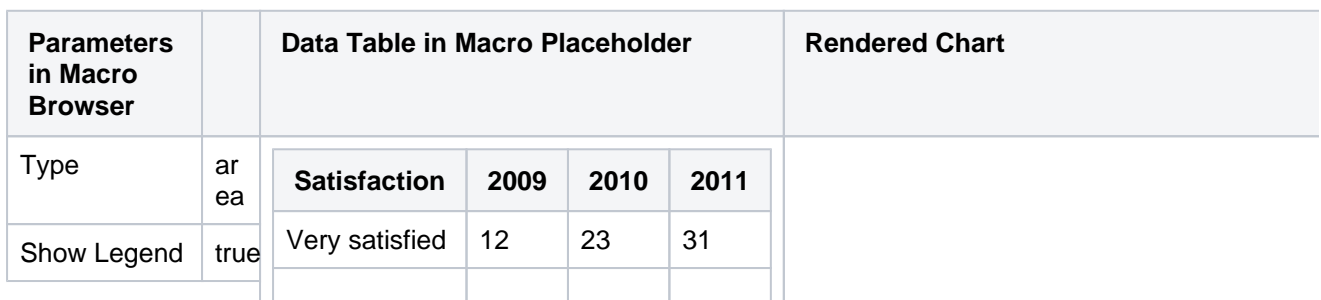 Parameters
in Macro
Browser
Data Table in Macro Placeholder
Rendered Chart
Type
ar
ea
Show Legend
true
Satisfaction 2009 2010 2011
Very satisfied 12 23 31